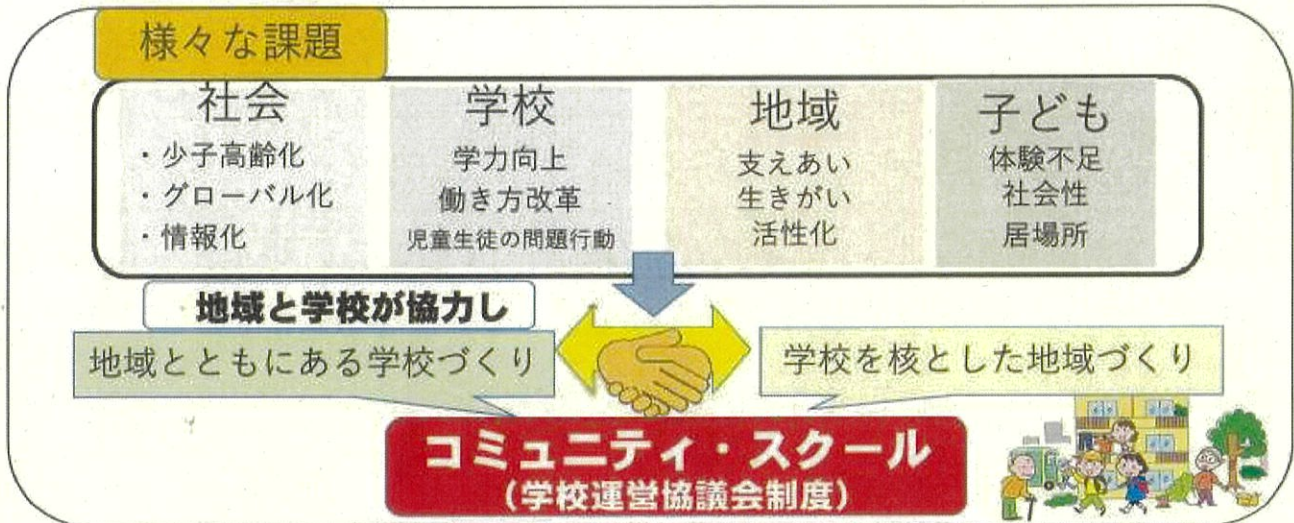 様々な課題
社会
・少子高齢化
・グローバル化
・情報化
学校
学力向上
働き方改革
児童生徒の問題行動
地域
支えあい
生きがい
活性化
子ども
体験不足
社会性
居場所
地域と学校が協力し
地域とともにある学校づくり
学校を核とした地域づくり
コミュニティ・スクール
(学校運営協議会制度)